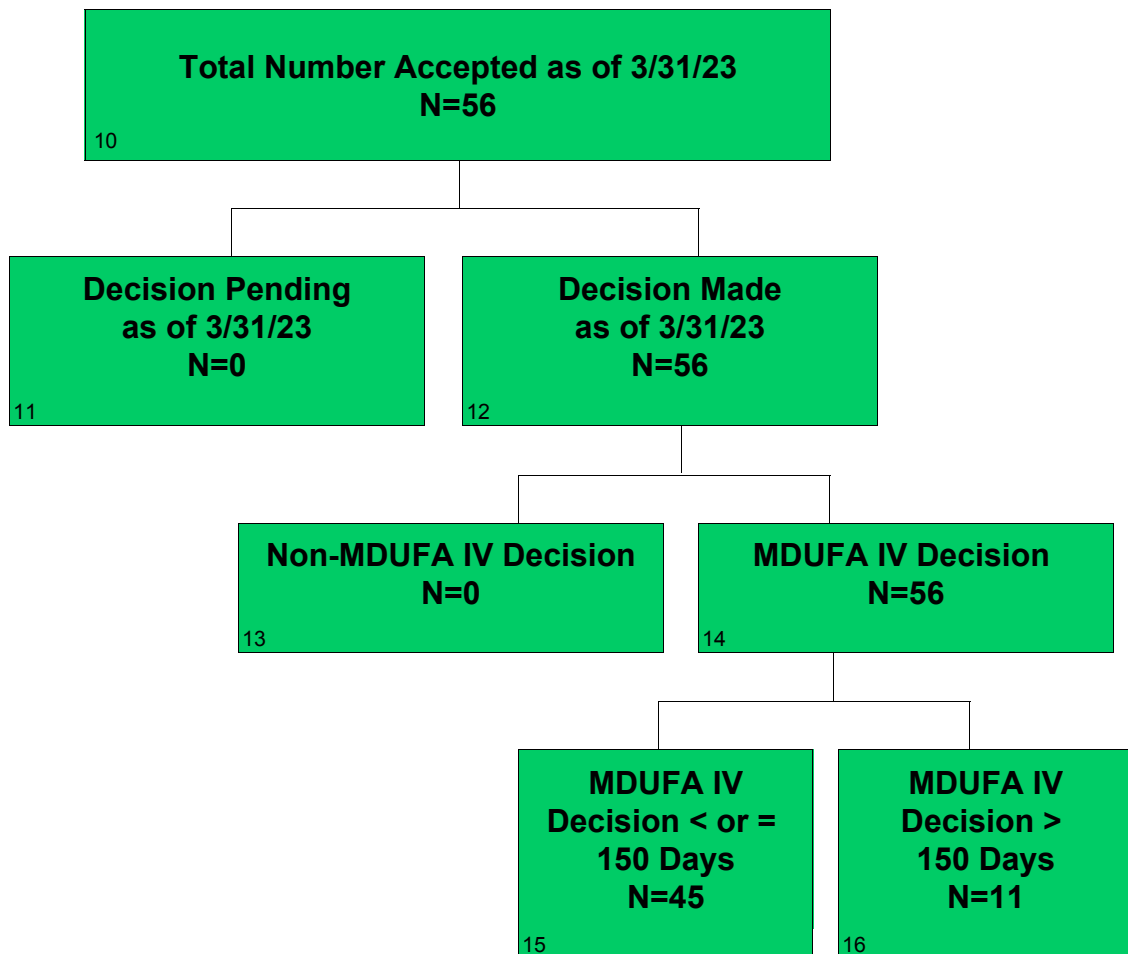 Total Number Accepted as of 3/31/23
N=56
10
Decision Pending
as of 3/31/23
N=0
11
Decision Made
as of 3/31/23
N=56
12
Non-MDUFA IV Decision
N=0
13
MDUFA IV Decision
N=56
14
MDUFA IV
Decision < or =
150 Days
N=45
15
MDUFA IV
Decision >
150 Days
N=11
16